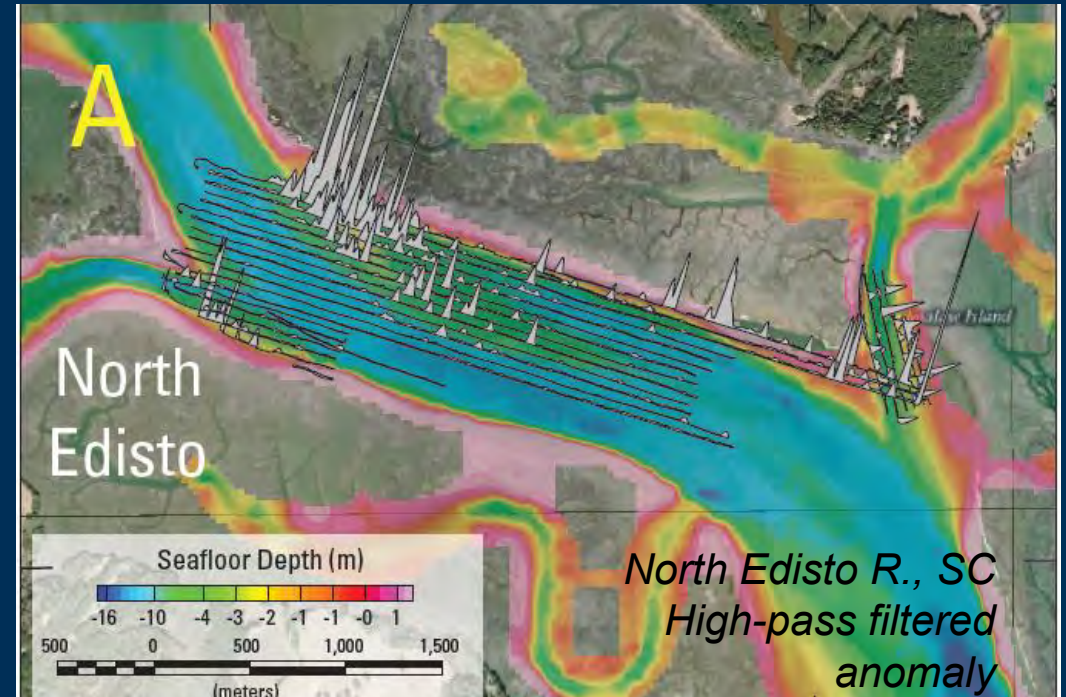 A
North
Edisto
Island
Seafloor Depth (m)
-16 -10 -4 -3 -2 -1 -1 -0 1
500 0 500 1,000 1,500
(meters)
North Edisto R., SC
High-pass filtered
anomaly